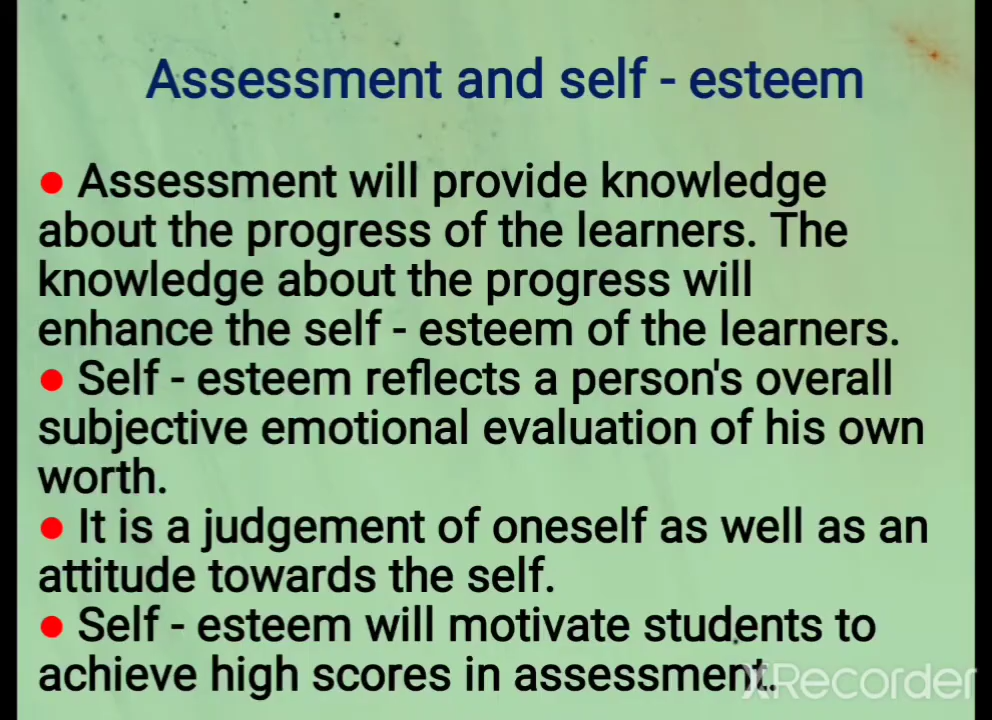 Assessment and self - esteem
● Assessment will provide knowledge
about the progress of the learners. The
knowledge about the progress will
enhance the self - esteem of the learners.
● Self - esteem reflects a person's overall
subjective emotional evaluation of his own
worth.
● It is a judgement of oneself as well as an
attitude towards the self.
● Self - esteem will motivate students to
achieve high scores in assessment.
XRecorder